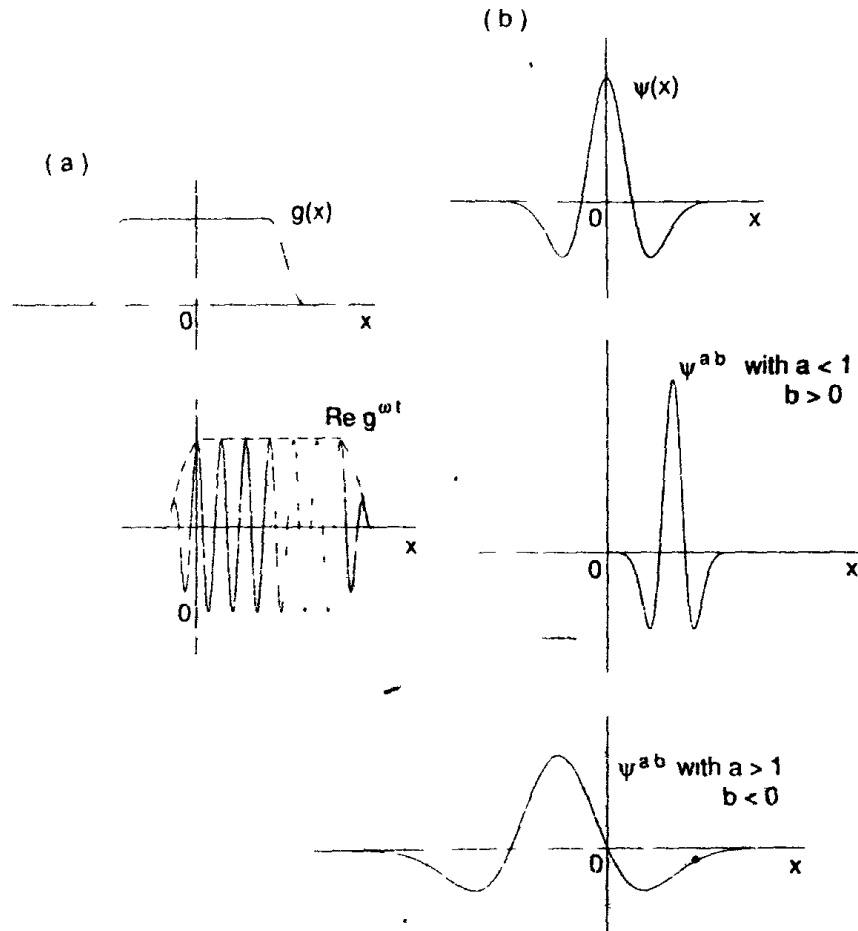 (a)
g(x)
0
x
Re g^ωt
x
0
(b)
ψ(x)
0
x
ψ^ab with a < 1
b > 0
0
x
ψ^ab with a > 1
b < 0
0
x